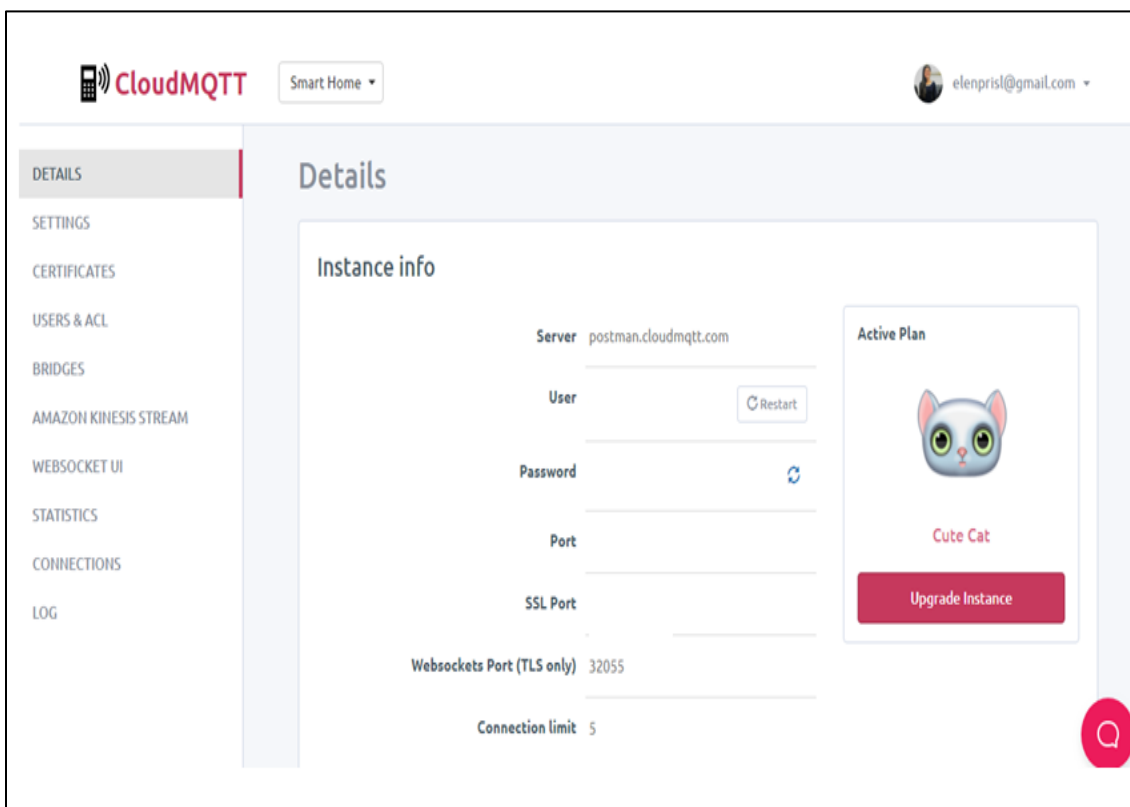 CloudMQTT
Smart Home
elenprisl@gmail.com
DETAILS
SETTINGS
CERTIFICATES
USERS & ACL
BRIDGES
AMAZON KINESIS STREAM
WEBSOCKET UI
STATISTICS
CONNECTIONS
LOG
Details
Instance info
Server postman.cloudmqtt.com
User Restart
Password
Port
SSL Port
Websockets Port (TLS only) 32055
Connection limit 5
Active Plan
Cute Cat
Upgrade Instance